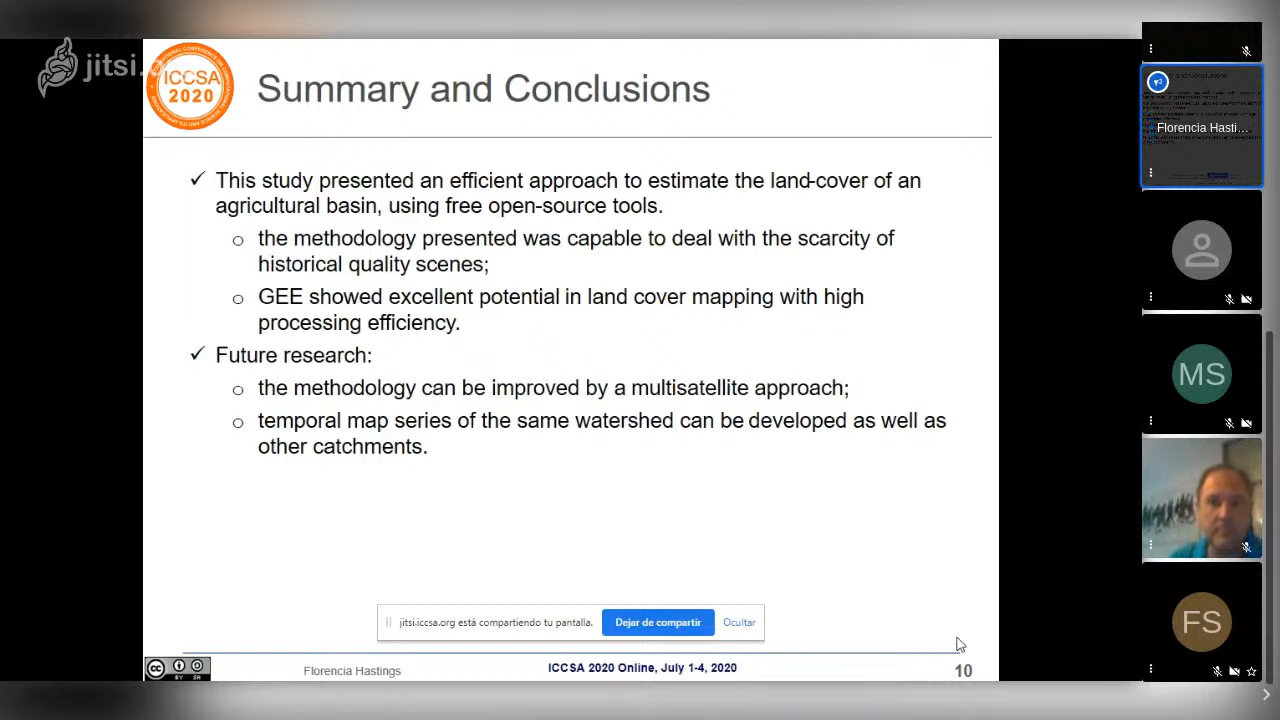 jitsi.
ICCSA
2020
Summary and Conclusions
This study presented an efficient approach to estimate the land-cover of an
agricultural basin, using free open-source tools.
the methodology presented was capable to deal with the scarcity of
historical quality scenes;
GEE showed excellent potential in land cover mapping with high
processing efficiency.
Future research:
the methodology can be improved by a multisatellite approach;
temporal map series of the same watershed can be developed as well as
other catchments.
jitsi.iccsa.org está compartiendo tu pantalla.
Dejar de compartir
Ocultar
cc
BY SA
Florencia Hastings
ICCSA 2020 Online, July 1-4, 2020
10
Florencia Hasti...
MS
FS